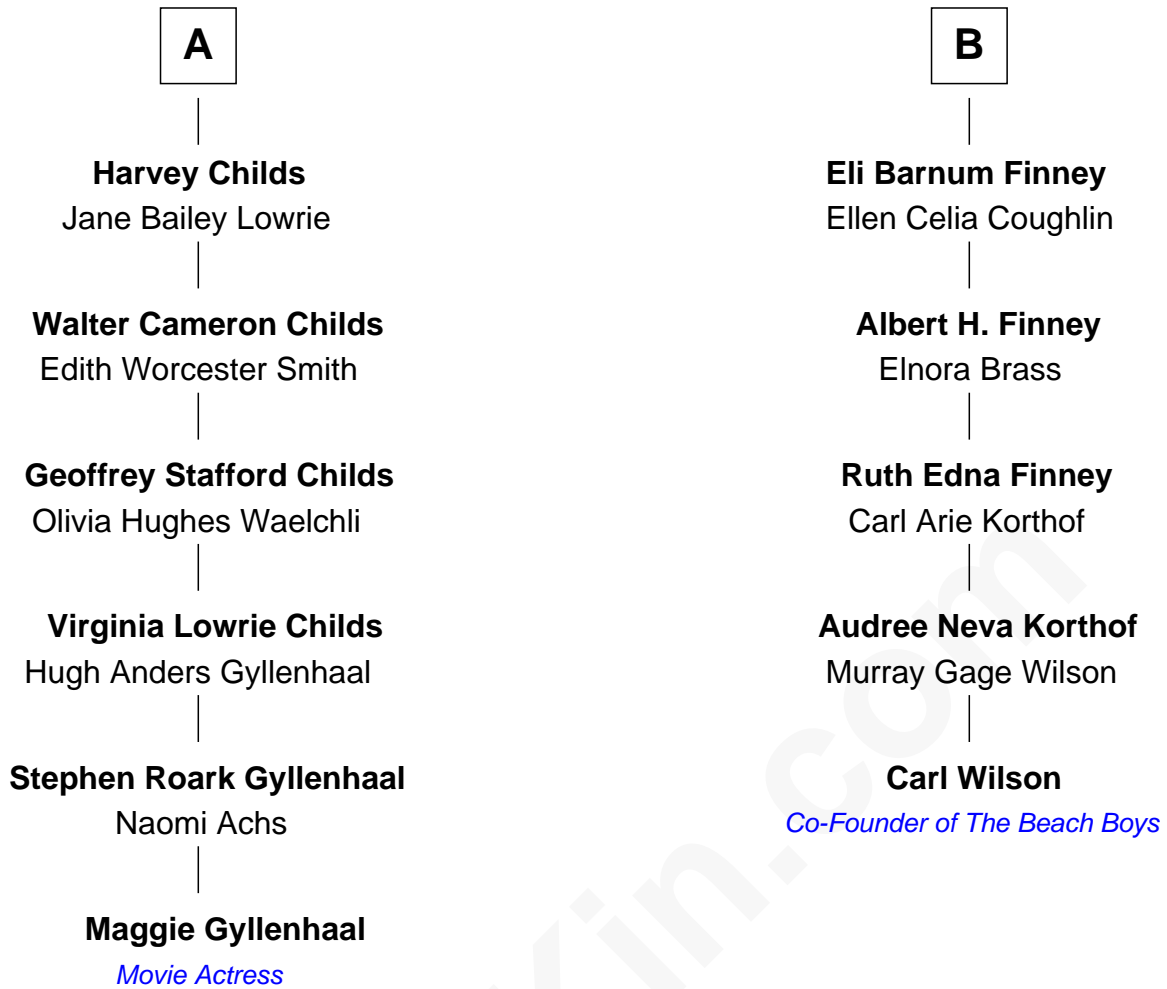 A
Harvey Childs
Jane Bailey Lowrie
Walter Cameron Childs
Edith Worcester Smith
Geoffrey Stafford Childs
Olivia Hughes Waelchli
Virginia Lowrie Childs
Hugh Anders Gyllenhaal
Stephen Roark Gyllenhaal
Naomi Achs
Maggie Gyllenhaal
Movie Actress
B
Eli Barnum Finney
Ellen Celia Coughlin
Albert H. Finney
Elnora Brass
Ruth Edna Finney
Carl Arie Korthof
Audree Neva Korthof
Murray Gage Wilson
Carl Wilson
Co-Founder of The Beach Boys